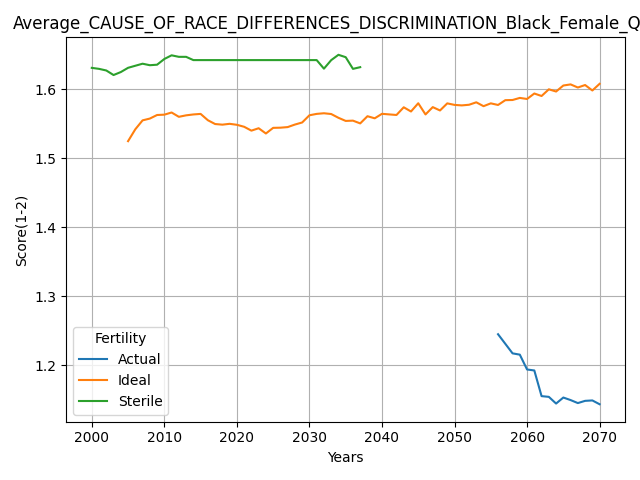 Average_CAUSE_OF_RACE_DIFFERENCES_DISCRIMINATION_Black_Female_Q
Score(1-2)
1.6
1.5
1.4
1.3
1.2
Fertility
Actual
Ideal
Sterile
2000 2010 2020 2030 2040 2050 2060 2070
Years